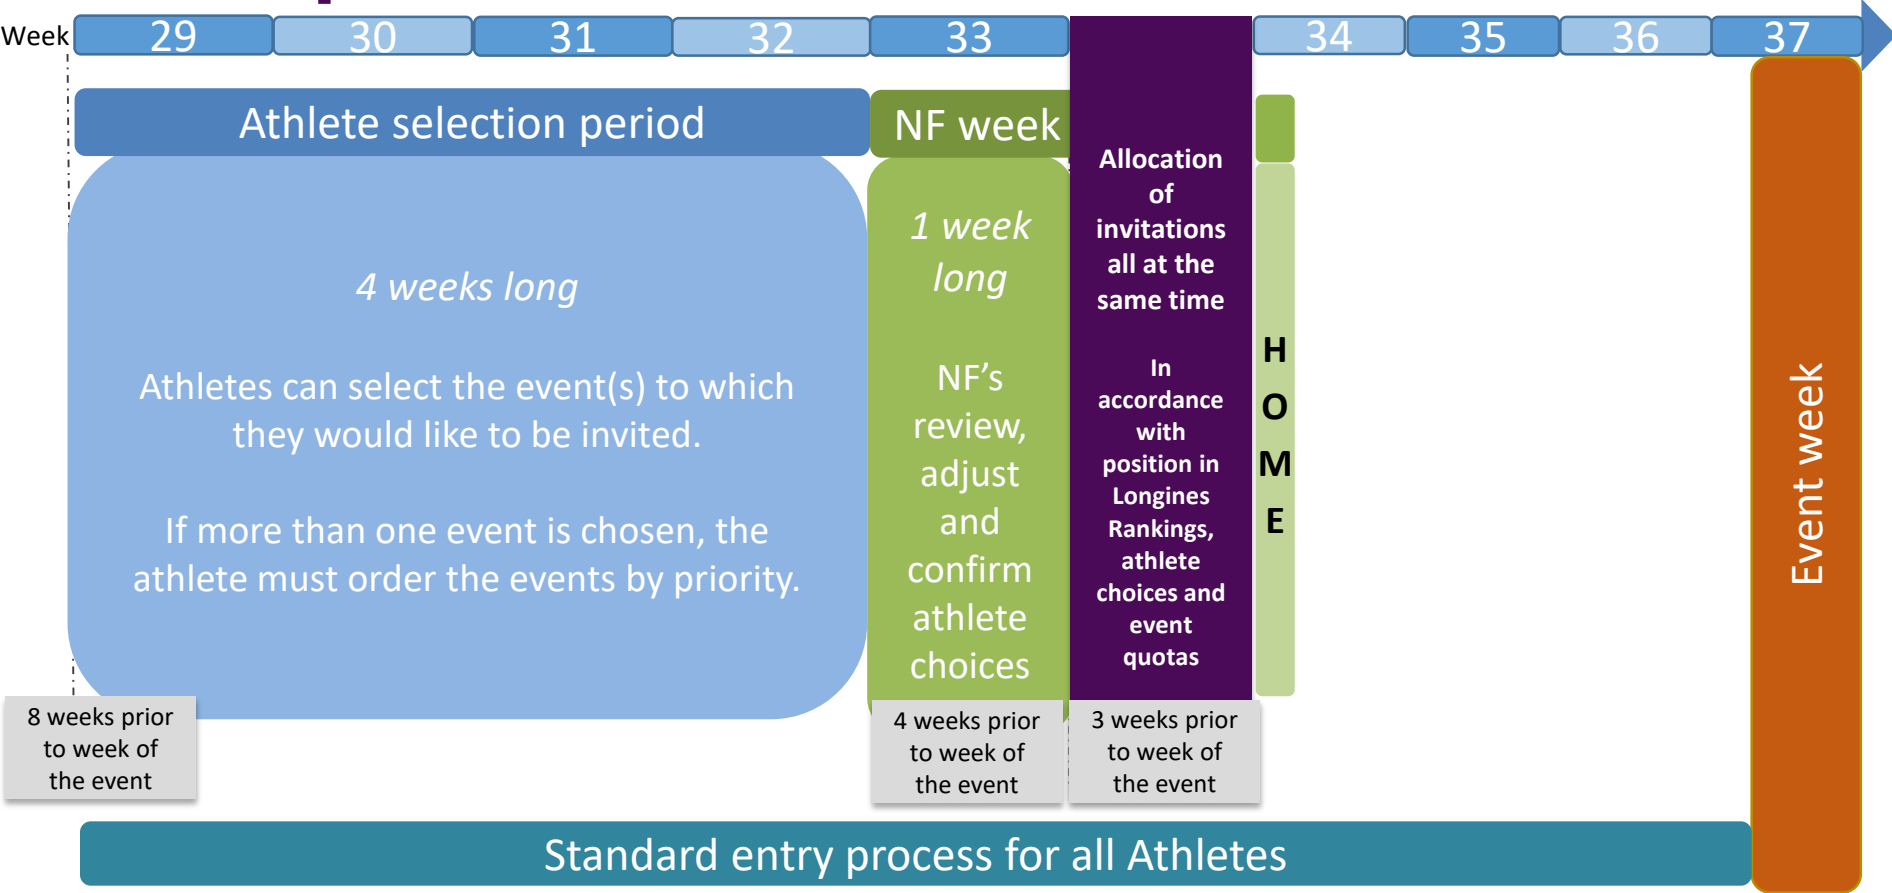 Week
29
30
31
32
33
34
35
36
37
Athlete selection period
4 weeks long
Athletes can select the event(s) to which
they would like to be invited.
If more than one event is chosen, the
athlete must order the events by priority.
NF week
1 week
long
NF’s
review,
adjust
and
confirm
athlete
choices
Allocation
of
invitations
all at the
same time
In
accordance
with
position in
Longines
Rankings,
athlete
choices and
event
quotas
H
O
M
E
Event week
8 weeks prior
to week of
the event
4 weeks prior
to week of
the event
3 weeks prior
to week of
the event
Standard entry process for all Athletes